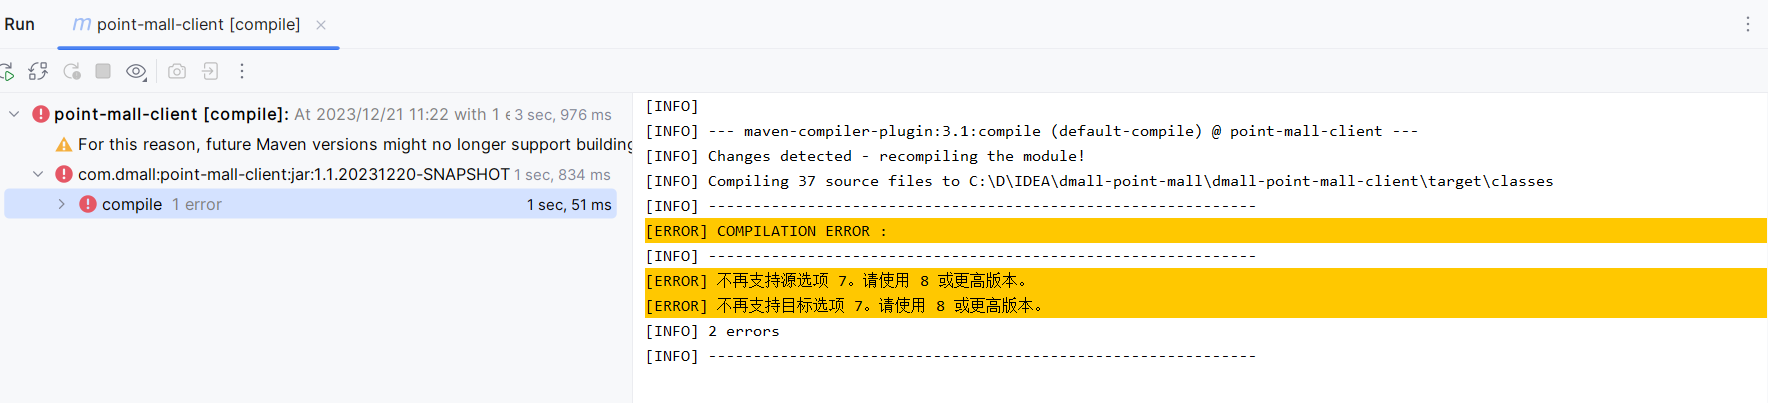 Run
point-mall-client [compile]
point-mall-client [compile]: At 2023/12/21 11:22 with 1 e 3 sec, 976 ms
For this reason, future Maven versions might no longer support building
com.dmall:point-mall-client:jar:1.1.20231220-SNAPSHOT 1 sec, 834 ms
compile 1 error 1 sec, 51 ms
[INFO]
[INFO] --- maven-compiler-plugin:3.1:compile (default-compile) @ point-mall-client ---
[INFO] Changes detected - recompiling the module!
[INFO] Compiling 37 source files to C:\D\IDEA\dmall-point-mall\dmall-point-mall-client\target\classes
[INFO] -------------------------------------------------------------
[ERROR] COMPILATION ERROR :
[INFO] -------------------------------------------------------------
[ERROR] 不再支持源选项 7。请使用 8 或更高版本。
[ERROR] 不再支持目标选项 7。请使用 8 或更高版本。
[INFO] 2 errors
[INFO] -------------------------------------------------------------